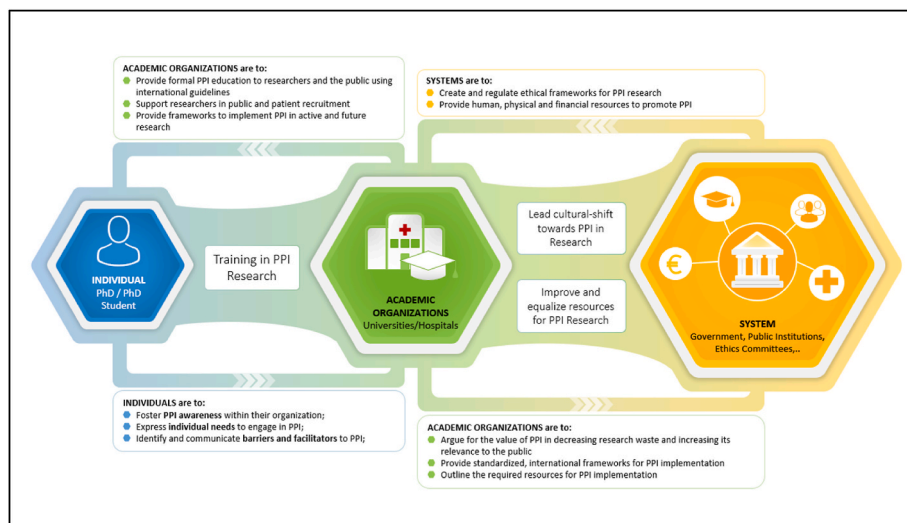 ACADEMIC ORGANIZATIONS are to:
Provide formal PPI education to researchers and the public using
international guidelines
Support researchers in public and patient recruitment
Provide frameworks to implement PPI in active and future
research
SYSTEMS are to:
Create and regulate ethical frameworks for PPI research
Provide human, physical and financial resources to promote PPI
INDIVIDUAL
PhD / PhD
Student
Training in PPI
Research
ACADEMIC
ORGANIZATIONS
Universities/Hospitals
Lead cultural-shift
towards PPI in
Research
Improve and
equalize resources
for PPI Research
€
SYSTEM
Government, Public Institutions,
Ethics Committees,..
INDIVIDUALS are to:
Foster PPI awareness within their organization;
Express individual needs to engage in PPI;
Identify and communicate barriers and facilitators to PPI;
ACADEMIC ORGANIZATIONS are to:
Argue for the value of PPI in decreasing research waste and increasing its
relevance to the public
Provide standardized, international frameworks for PPI implementation
Outline the required resources for PPI implementation